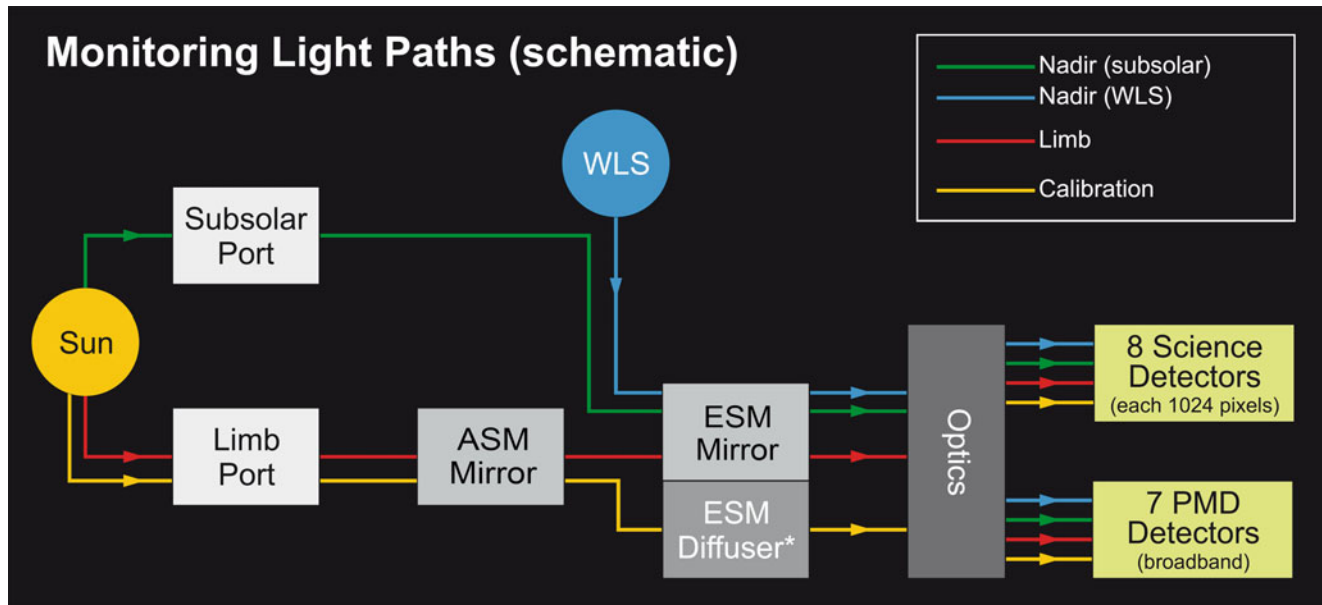 Monitoring Light Paths (schematic)
Nadir (subsolar)
Nadir (WLS)
Limb
Calibration
WLS
Subsolar
Port
Sun
Limb
Port
ASM
Mirror
ESM
Mirror
ESM
Diffuser*
Optics
8 Science
Detectors
(each 1024 pixels)
7 PMD
Detectors
(broadband)